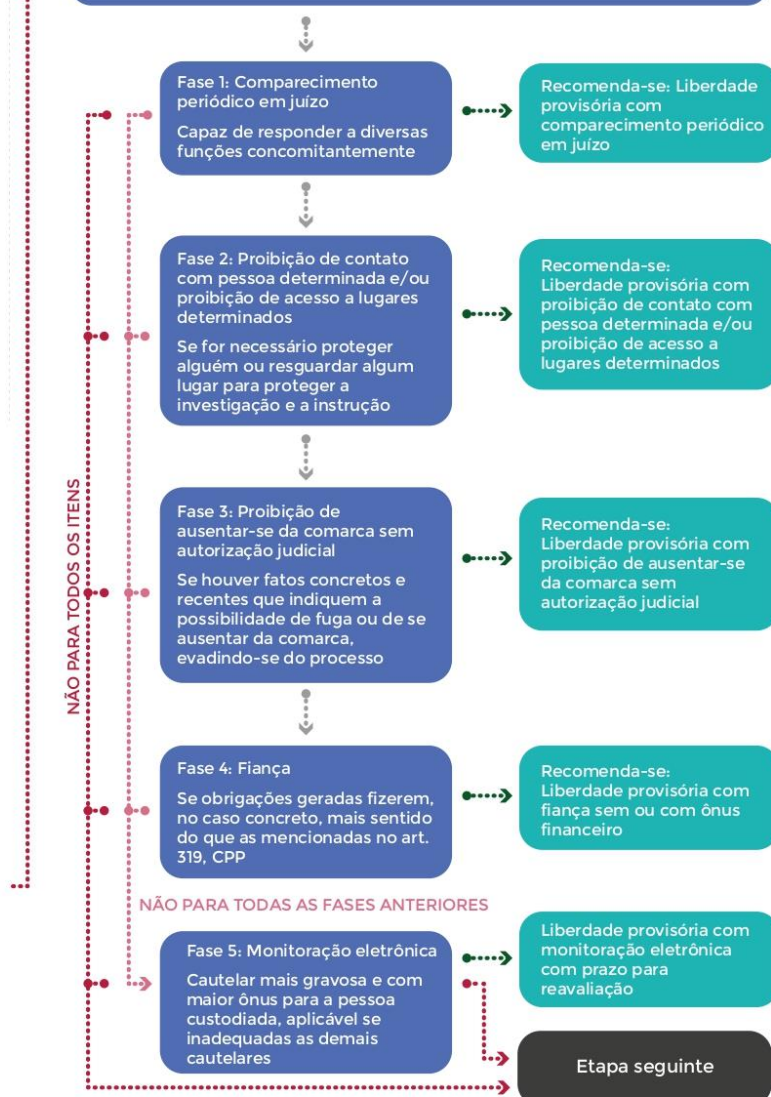 Fase 1: Comparecimento
periódico em juízo
Capaz de responder a diversas
funções concomitantemente
Recomenda-se: Liberdade
provisória com
comparecimento periódico
em juízo
Fase 2: Proibição de contato
com pessoa determinada e/ou
proibição de acesso a lugares
determinados
Se for necessário proteger
alguém ou resguardar algum
lugar para proteger a
investigação e a instrução
Recomenda-se:
Liberdade provisória com
proibição de contato com
pessoa determinada e/ou
proibição de acesso a
lugares determinados
NÃO PARA TODOS OS ITENS
Fase 3: Proibição de
ausentar-se da comarca sem
autorização judicial
Se houver fatos concretos e
recentes que indiquem a
possibilidade de fuga ou de se
ausentar da comarca,
evadindo-se do processo
Recomenda-se:
Liberdade provisória com
proibição de ausentar-se
da comarca sem
autorização judicial
Fase 4: Fiança
Se obrigações geradas fizerem,
no caso concreto, mais sentido
do que as mencionadas no art.
319, CPP
Recomenda-se:
Liberdade provisória com
fiança sem ou com ônus
financeiro
NÃO PARA TODAS AS FASES ANTERIORES
Fase 5: Monitoração eletrônica
Cautelar mais gravosa e com
maior ônus para a pessoa
custodiada, aplicável se
inadequadas as demais
cautelares
Liberdade provisória com
monitoração eletrônica
com prazo para
reavaliação
Etapa seguinte